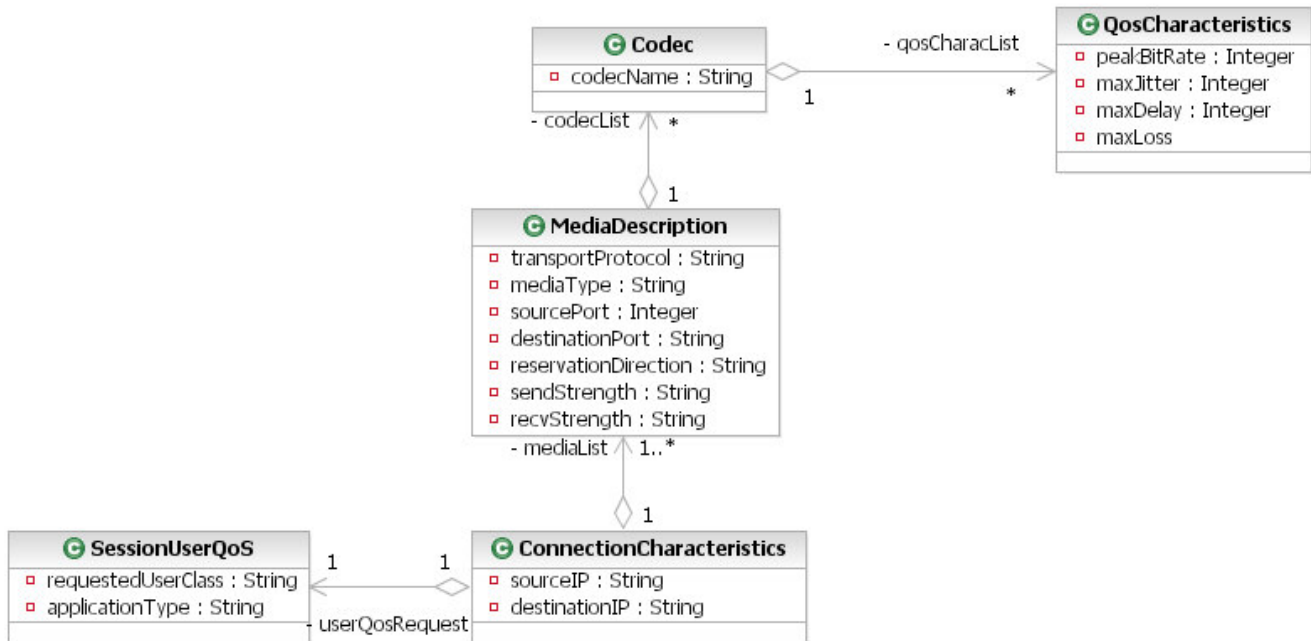 Codec
codecName : String
- qosCharacList
1
*
QosCharacteristics
peakBitRate : Integer
maxJitter : Integer
maxDelay : Integer
maxLoss
- codecList
*
1
MediaDescription
transportProtocol : String
mediaType : String
sourcePort : Integer
destinationPort : String
reservationDirection : String
sendStrength : String
recvStrength : String
- mediaList
1..*
1
SessionUserQoS
requestedUserClass : String
applicationType : String
1
1
- userQosRequest
ConnectionCharacteristics
sourceIP : String
destinationIP : String